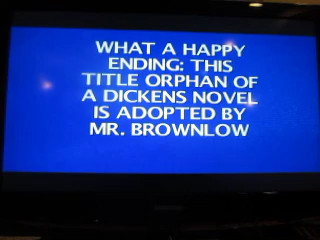 WHAT A HAPPY
ENDING: THIS
TITLE ORPHAN OF
A DICKENS NOVEL
IS ADOPTED BY
MR. BROWNLOW